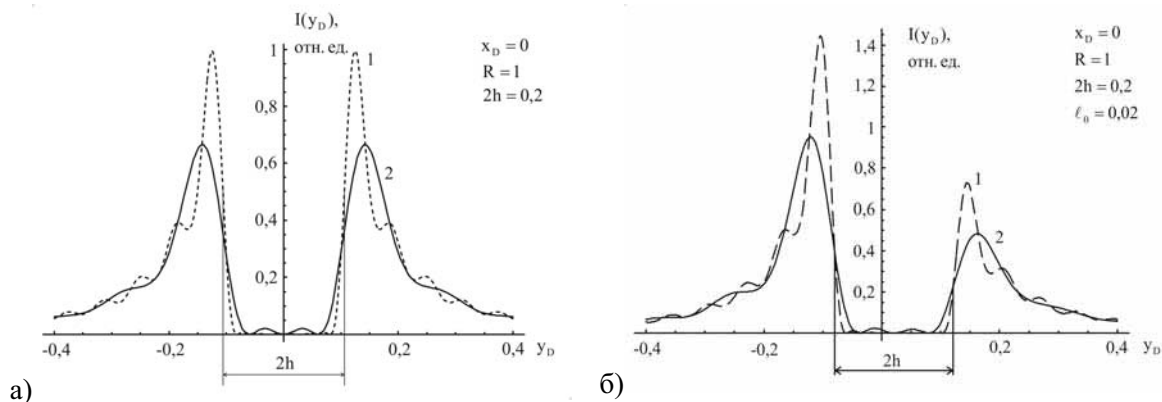 I(y_D),
отн. ед.
x_D = 0
R = 1
2h = 0,2
1
0,8
0,6
0,4
0,2
1
2
-0,4
-0,2
0,2
0,4
y_D
2h
а)
I(y_D),
отн. ед.
x_D = 0
R = 1
2h = 0,2
ℓ_0 = 0,02
1,4
1
0,8
0,6
0,4
0,2
1
2
-0,4
-0,2
0,2
0,4
y_D
2h
б)